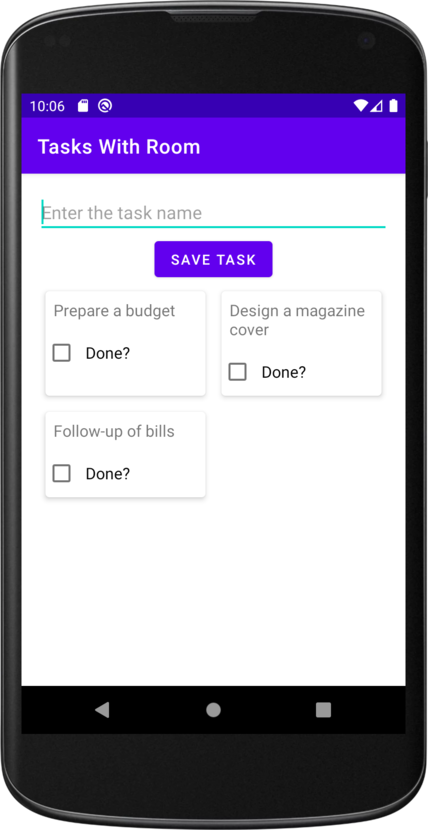 10:06
Tasks With Room
Enter the task name
SAVE TASK
Prepare a budget
Done?
Design a magazine
cover
Done?
Follow-up of bills
Done?